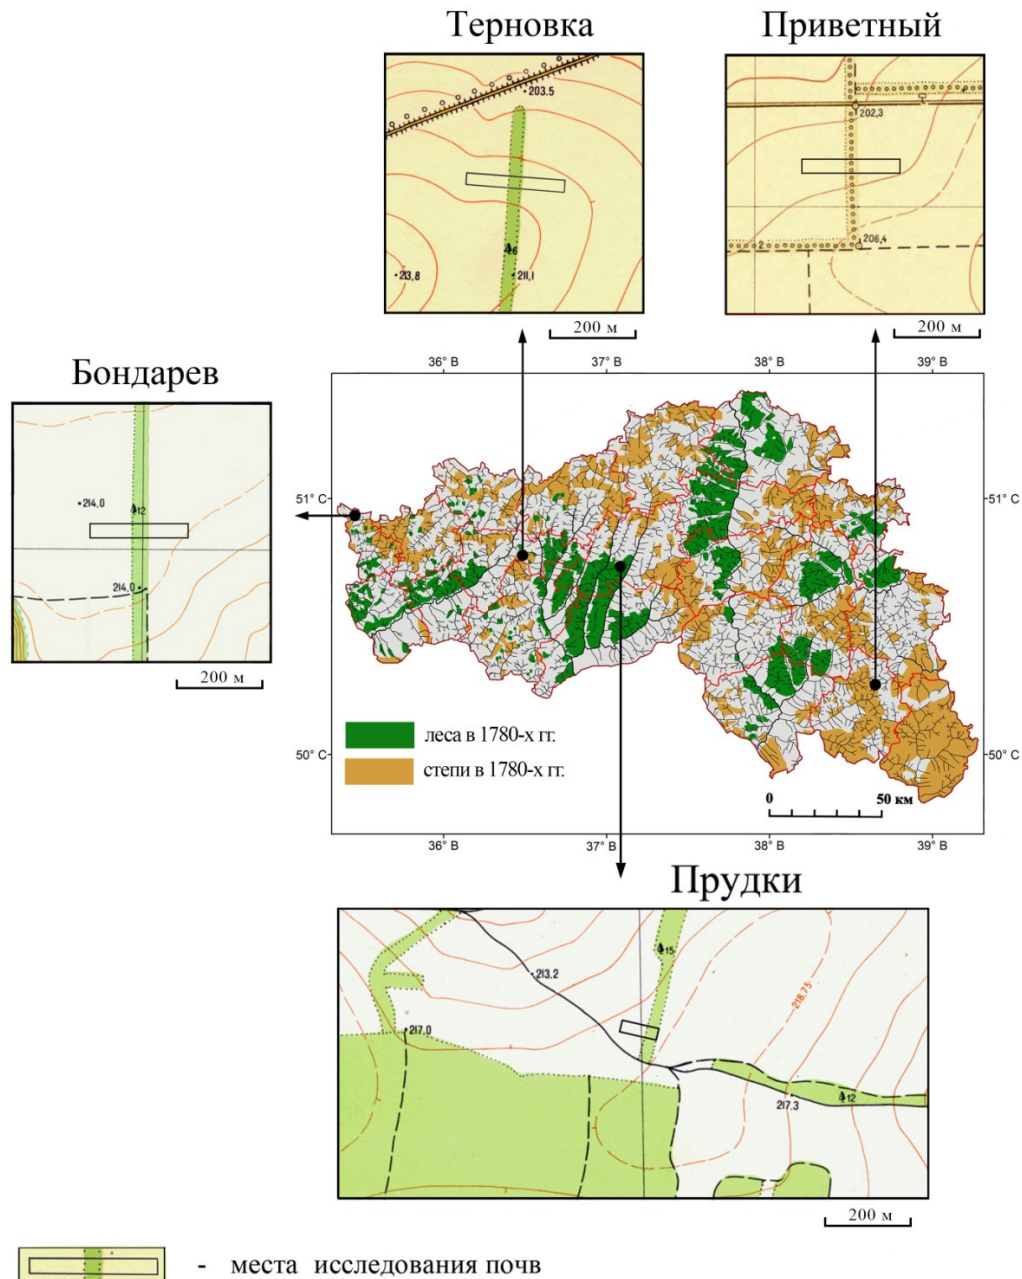 Терновка
Приветный
203.5
26
213,8
211,1
200 м
202,3
2
206,4
200 м
Бондарев
214,0
12
214,0
200 м
36° В
37° В
38° В
39° В
51° С
51° С
50° С
50° С
леса в 1780-х гг.
степи в 1780-х гг.
0
50 км
36° В
37° В
38° В
39° В
Прудки
15
213.2
218.75
217.0
217.3
12
200 м
- места исследования почв